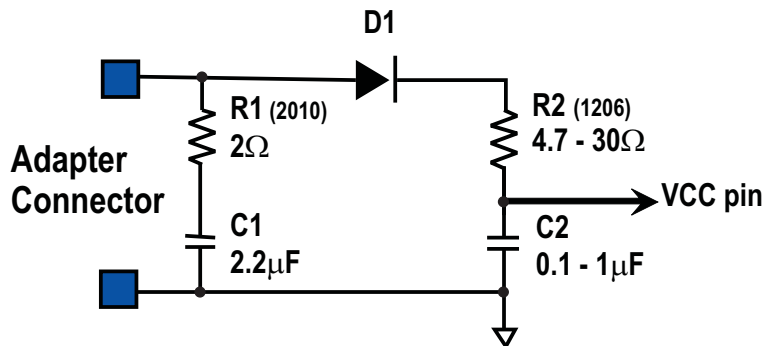 D1
R1 (2010)
2Ω
R2 (1206)
4.7 - 30Ω
Adapter
Connector
VCC pin
C1
2.2μF
C2
0.1 - 1μF